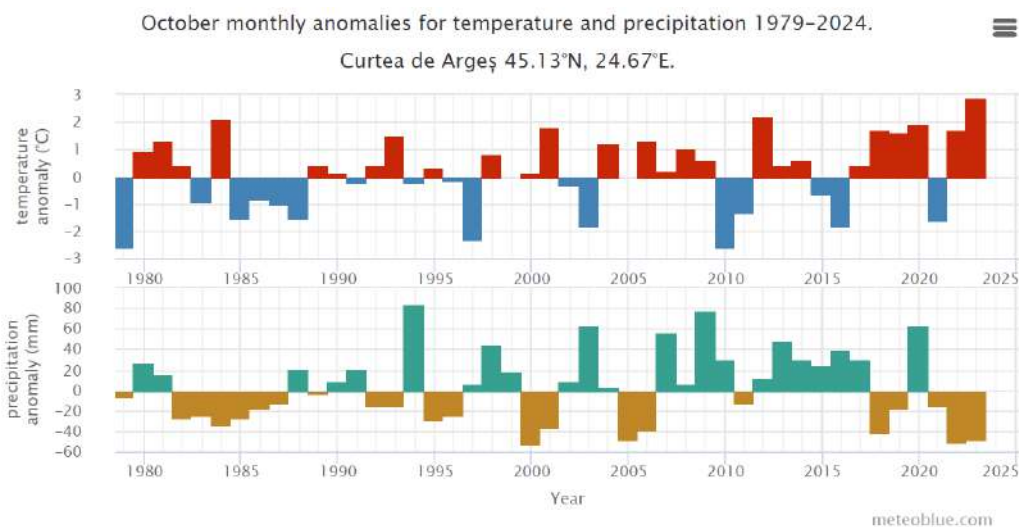 October monthly anomalies for temperature and precipitation 1979-2024.
Curtea de Argeș 45.13°N, 24.67°E.
temperature
anomaly (°C)
3
2
1
0
-1
-2
-3
1980 1985 1990 1995 2000 2005 2010 2015 2020 2025
precipitation
anomaly (mm)
100
80
60
40
20
0
-20
-40
-60
1980 1985 1990 1995 2000 2005 2010 2015 2020 2025
Year
meteoblue.com